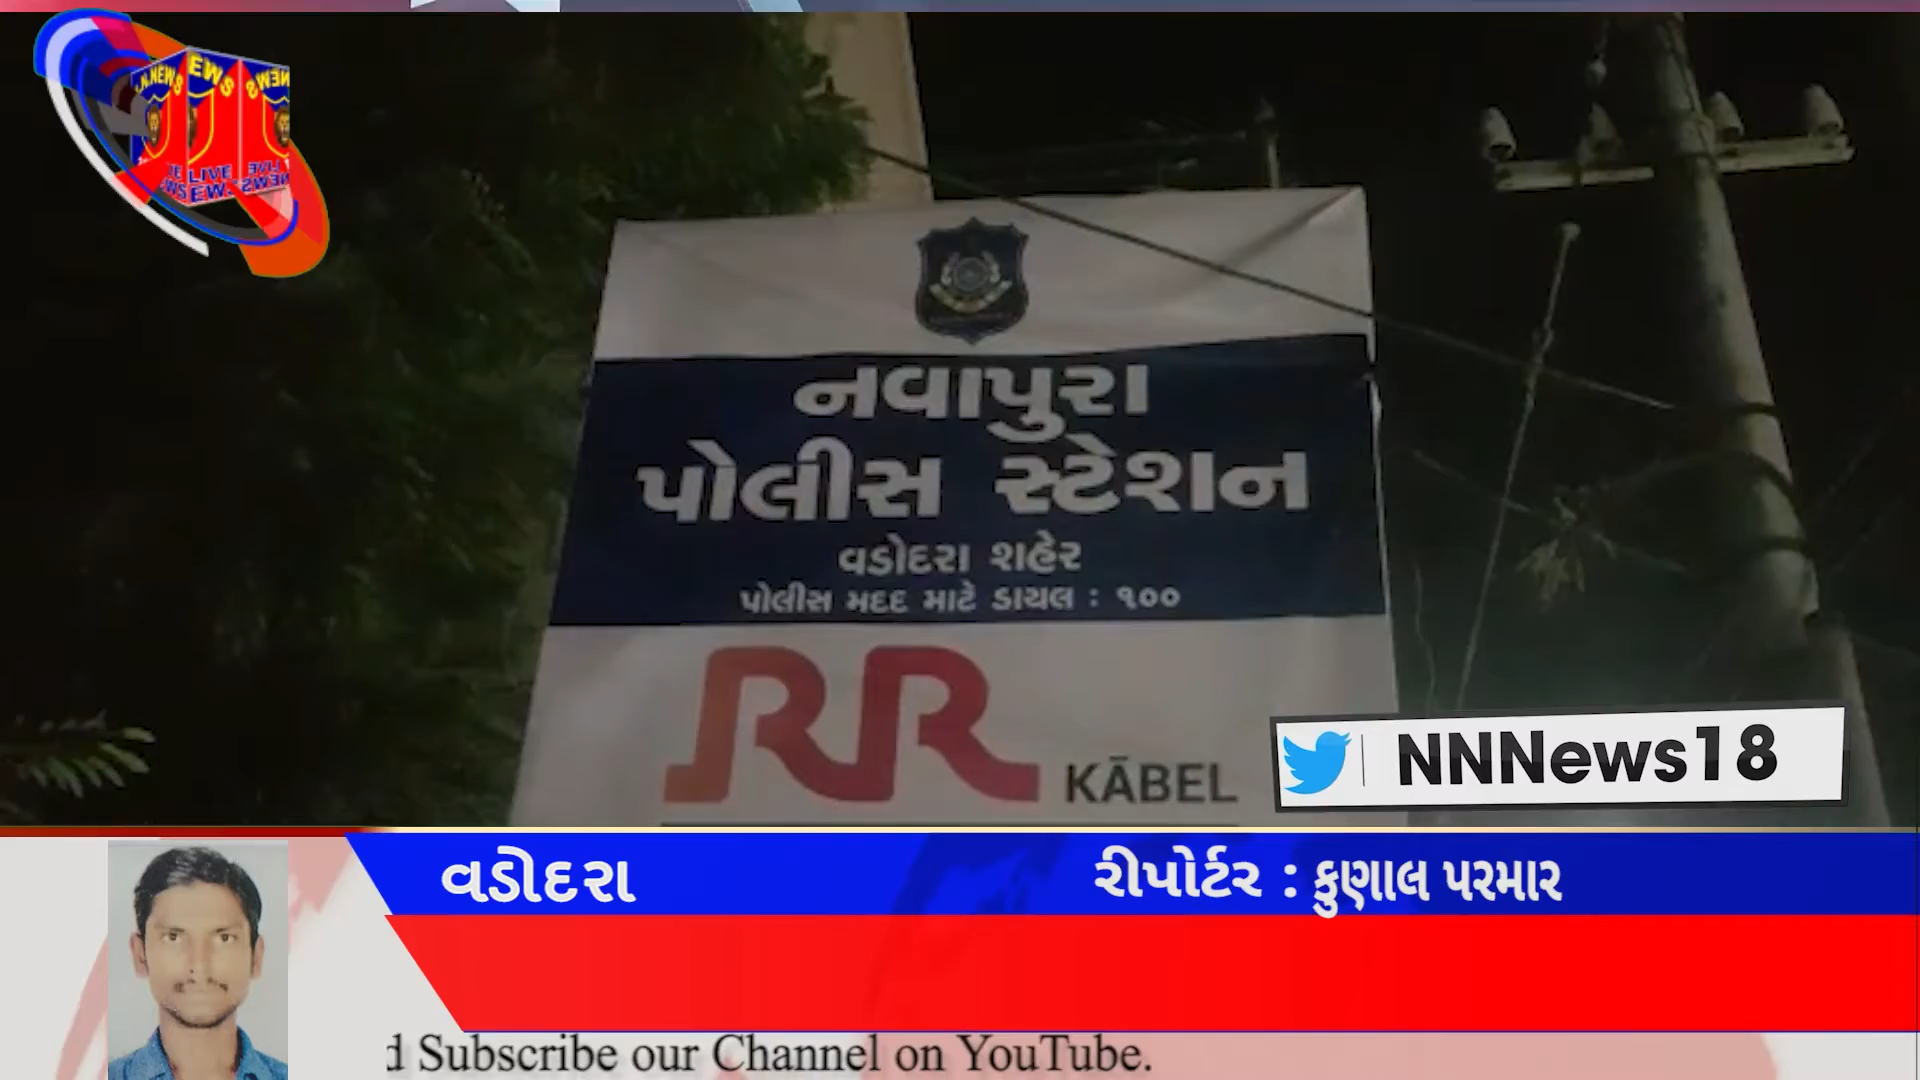 નવાપુરા
પોલીસ સ્ટેશન
વડોદરા શહેર
પોલીસ મદદ માટે ડાયલ : ૧૦૦
RR KĀBEL
NNNews18
વડોદરા
રીપોર્ટર : કુણાલ પરમાર
d Subscribe our Channel on YouTube.